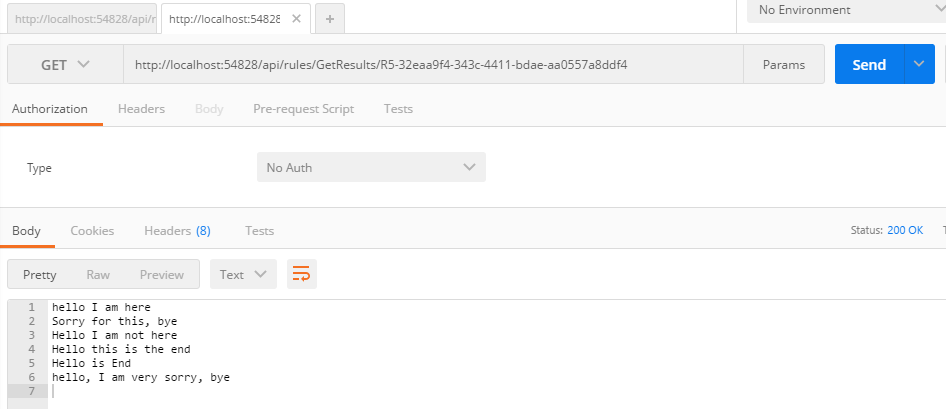 http://localhost:54828/api/r
http://localhost:54828
No Environment
GET
http://localhost:54828/api/rules/GetResults/R5-32eaa9f4-343c-4411-bdae-aa0557a8ddf4
Params
Send
Authorization
Headers
Body
Pre-request Script
Tests
Type
No Auth
Body
Cookies
Headers (8)
Tests
Status: 200 OK
Pretty
Raw
Preview
Text
1 hello I am here
2 Sorry for this, bye
3 Hello I am not here
4 Hello this is the end
5 Hello is End
6 hello, I am very sorry, bye
7